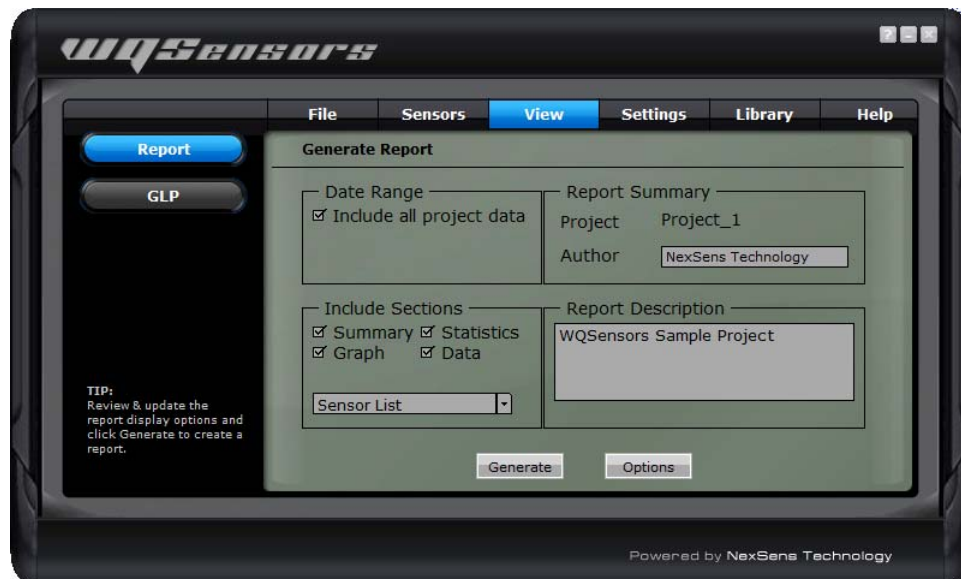 WQSensors
? - x
File Sensors View Settings Library Help
Report
GLP
TIP:
Review & update the
report display options and
click Generate to create a
report.
Generate Report
Date Range
Include all project data
Report Summary
Project Project_1
Author NexSens Technology
Include Sections
Summary Statistics
Graph Data
Sensor List
Report Description
WQSensors Sample Project
Generate Options
Powered by NexSens Technology